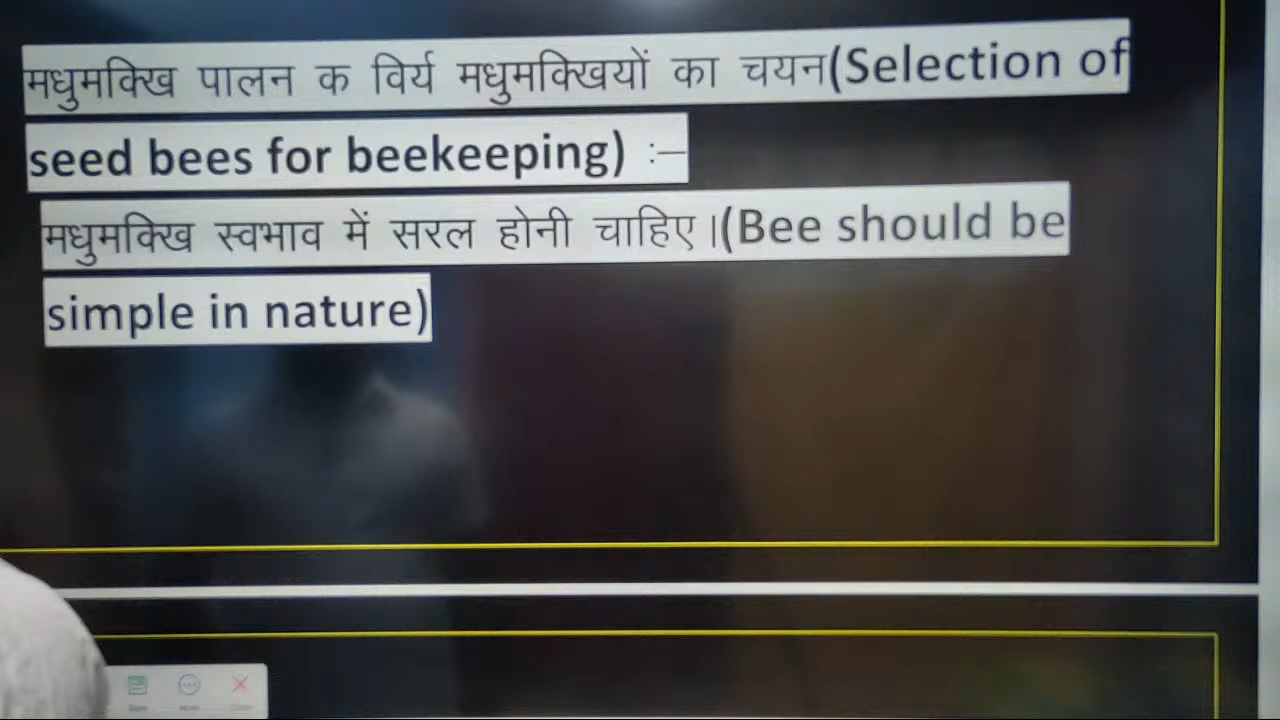 मधुमक्खि पालन क विर्य मधुमक्खियों का चयन(Selection of
seed bees for beekeeping) :–
मधुमक्खि स्वभाव में सरल होनी चाहिए।(Bee should be
simple in nature)